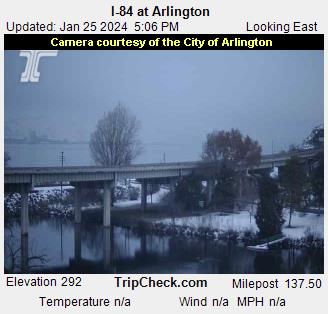 I-84 at Arlington
Updated: Jan 25 2024 5:06 PM Looking East
Camera courtesy of the City of Arlington
Elevation 292 TripCheck.com Milepost 137.50
Temperature n/a Wind n/a MPH n/a